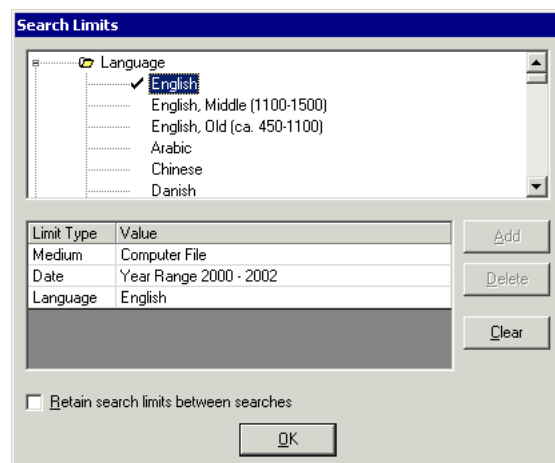 Search Limits
Language
English
English, Middle (1100-1500)
English, Old (ca. 450-1100)
Arabic
Chinese
Danish
Limit Type Value
Medium Computer File
Date Year Range 2000 - 2002
Language English
Add
Delete
Clear
Retain search limits between searches
OK